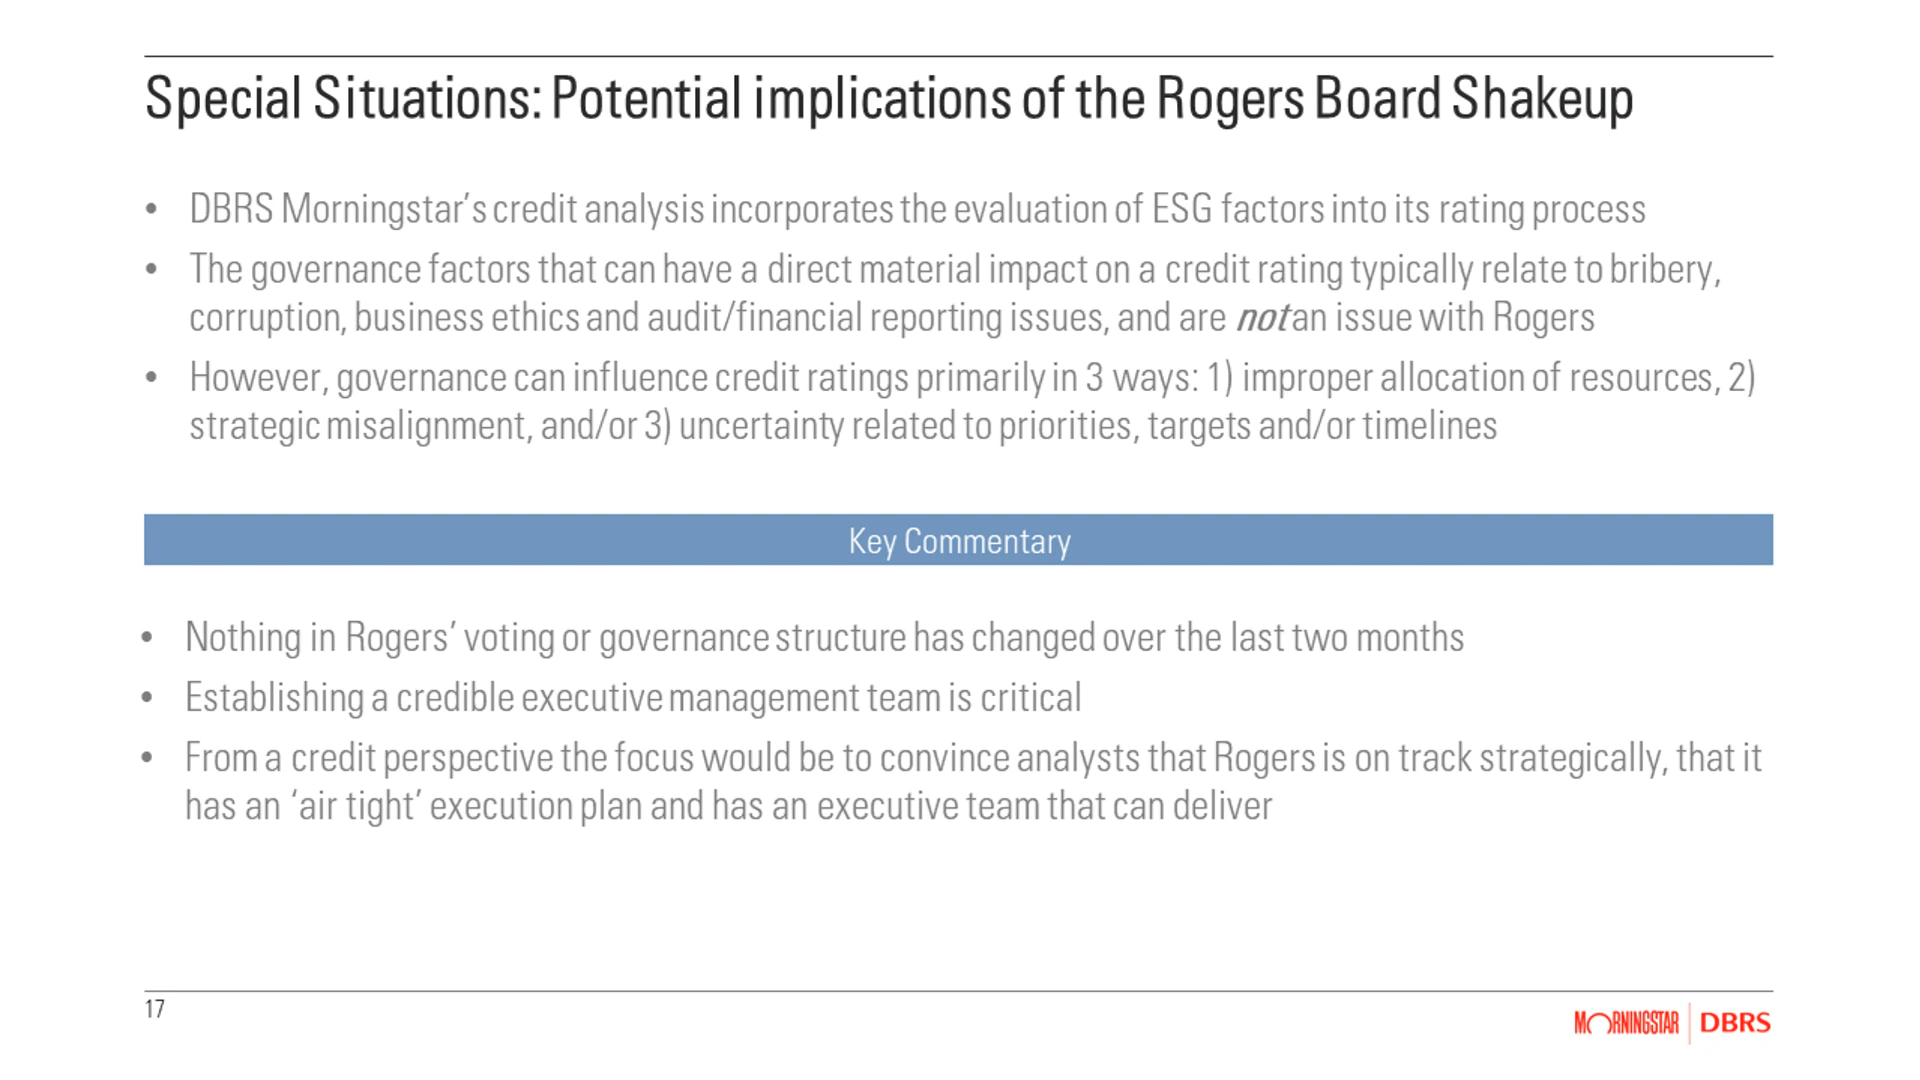 Special Situations: Potential implications of the Rogers Board Shakeup
• DBRS Morningstar’s credit analysis incorporates the evaluation of ESG factors into its rating process
• The governance factors that can have a direct material impact on a credit rating typically relate to bribery,
corruption, business ethics and audit/financial reporting issues, and are not an issue with Rogers
• However, governance can influence credit ratings primarily in 3 ways: 1) improper allocation of resources, 2)
strategic misalignment, and/or 3) uncertainty related to priorities, targets and/or timelines
Key Commentary
• Nothing in Rogers’ voting or governance structure has changed over the last two months
• Establishing a credible executive management team is critical
• From a credit perspective the focus would be to convince analysts that Rogers is on track strategically, that it
has an ‘air tight’ execution plan and has an executive team that can deliver
17
MORNINGSTAR | DBRS